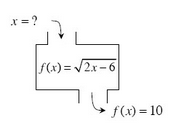 x = ?
f(x) = √(2x−6)
f(x) = 10